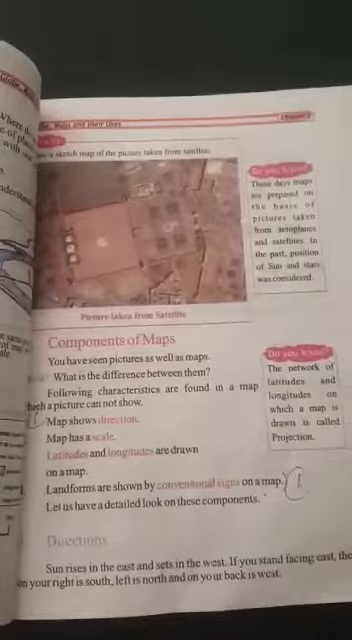 Maps and their Uses
Chapter 2
a sketch map of the picture taken from satellite.
Picture taken from Satellite
Do you know?
These days maps
are prepared on
the basis of
pictures taken
from aeroplanes
and satellites. In
the past, position
of Sun and stars
was considered.
Components of Maps
You have seen pictures as well as maps.
What is the difference between them?
Following characteristics are found in a map
which a picture can not show.
Map shows direction.
Map has a scale.
Latitudes and longitudes are drawn
on a map.
Landforms are shown by conventional signs on a map.
Let us have a detailed look on these components.
Do you know?
The network of
latitudes and
longitudes on
which a map is
drawn is called
Projection.
Directions
Sun rises in the east and sets in the west. If you stand facing east, the
on your right is south, left is north and on your back is west.